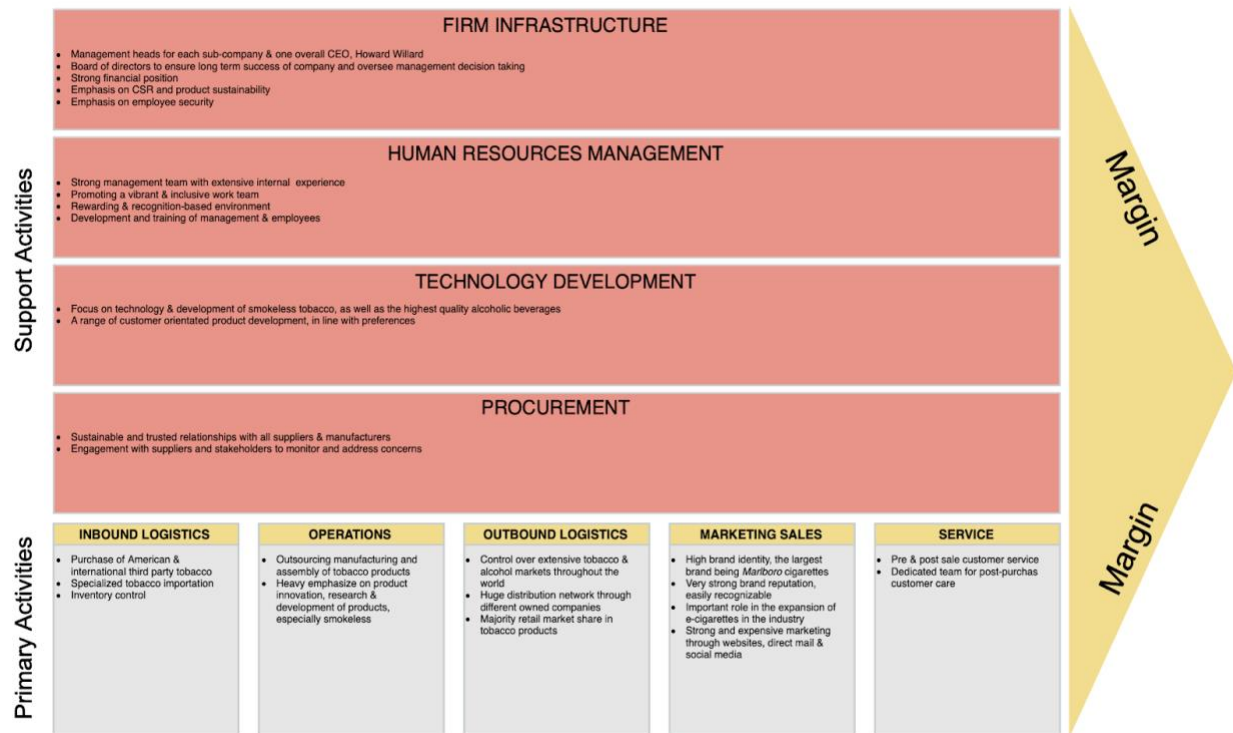 FIRM INFRASTRUCTURE
• Management heads for each sub-company & one overall CEO, Howard Willard
• Board of directors to ensure long term success of company and oversee management decision taking
• Strong financial position
• Emphasis on CSR and product sustainability
• Emphasis on employee security
HUMAN RESOURCES MANAGEMENT
• Strong management team with extensive internal experience
• Promoting a vibrant & inclusive work team
• Rewarding & recognition-based environment
• Development and training of management & employees
TECHNOLOGY DEVELOPMENT
• Focus on technology & development of smokeless tobacco, as well as the highest quality alcoholic beverages
• A range of customer orientated product development, in line with preferences
PROCUREMENT
• Sustainable and trusted relationships with all suppliers & manufacturers
• Engagement with suppliers and stakeholders to monitor and address concerns
Support Activities
Margin
Margin
Primary Activities
INBOUND LOGISTICS
• Purchase of American &
international third party tobacco
• Specialized tobacco importation
• Inventory control
OPERATIONS
• Outsourcing manufacturing and
assembly of tobacco products
• Heavy emphasize on product
innovation, research &
development of products,
especially smokeless
OUTBOUND LOGISTICS
• Control over extensive tobacco &
alcohol markets throughout the
world
• Huge distribution network through
different owned companies
• Majority retail market share in
tobacco products
MARKETING SALES
• High brand identity, the largest
brand being Marlboro cigarettes
• Very strong brand reputation,
easily recognizable
• Important role in the expansion of
e-cigarettes in the industry
• Strong and expensive marketing
through websites, direct mail &
social media
SERVICE
• Pre & post sale customer service
• Dedicated team for post-purchas
customer care